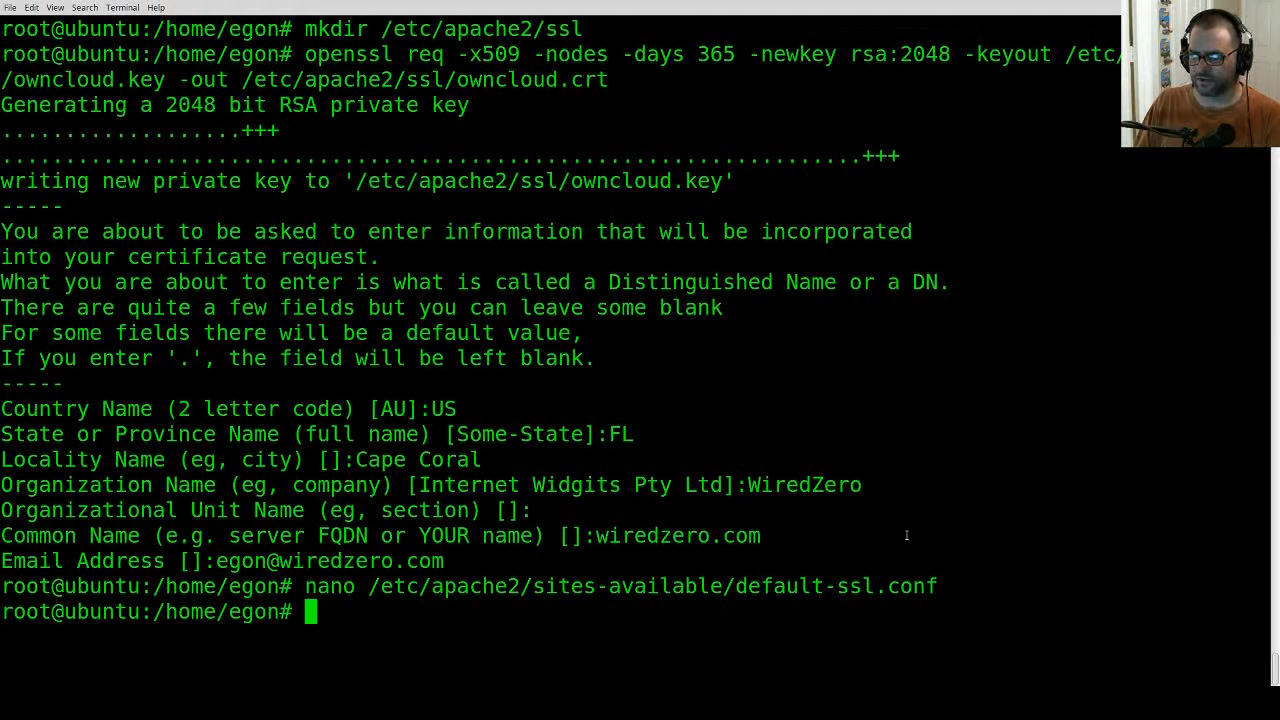 File Edit View Search Terminal Help
root@ubuntu:/home/egon# mkdir /etc/apache2/ssl
root@ubuntu:/home/egon# openssl req -x509 -nodes -days 365 -newkey rsa:2048 -keyout /etc/
/owncloud.key -out /etc/apache2/ssl/owncloud.crt
Generating a 2048 bit RSA private key
...................+++
....................................................................+++
writing new private key to '/etc/apache2/ssl/owncloud.key'
-----
You are about to be asked to enter information that will be incorporated
into your certificate request.
What you are about to enter is what is called a Distinguished Name or a DN.
There are quite a few fields but you can leave some blank
For some fields there will be a default value,
If you enter '.', the field will be left blank.
-----
Country Name (2 letter code) [AU]:US
State or Province Name (full name) [Some-State]:FL
Locality Name (eg, city) []:Cape Coral
Organization Name (eg, company) [Internet Widgits Pty Ltd]:WiredZero
Organizational Unit Name (eg, section) []:
Common Name (e.g. server FQDN or YOUR name) []:wiredzero.com
Email Address []:egon@wiredzero.com
root@ubuntu:/home/egon# nano /etc/apache2/sites-available/default-ssl.conf
root@ubuntu:/home/egon#